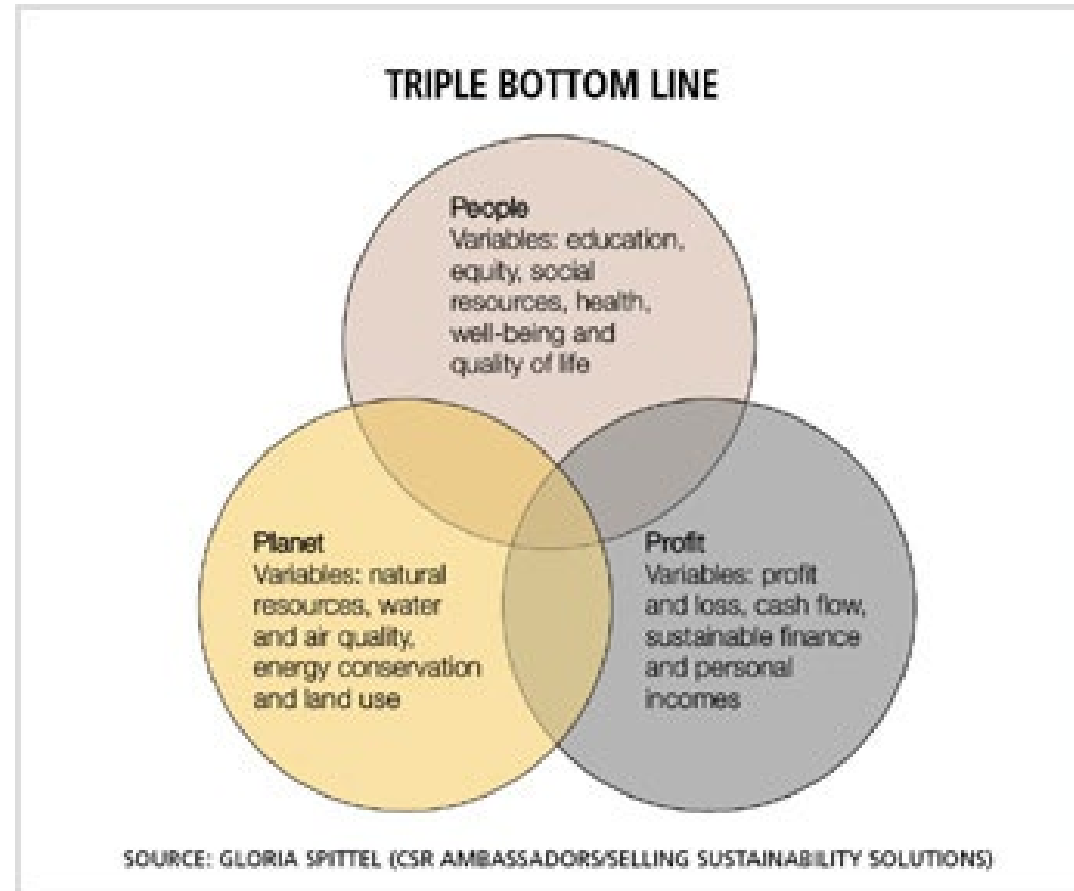 TRIPLE BOTTOM LINE
People
Variables: education,
equity, social
resources, health,
well-being and
quality of life
Planet
Variables: natural
resources, water
and air quality,
energy conservation
and land use
Profit
Variables: profit
and loss, cash flow,
sustainable finance
and personal
incomes
SOURCE: GLORIA SPITTEL (CSR AMBASSADORS/SELLING SUSTAINABILITY SOLUTIONS)